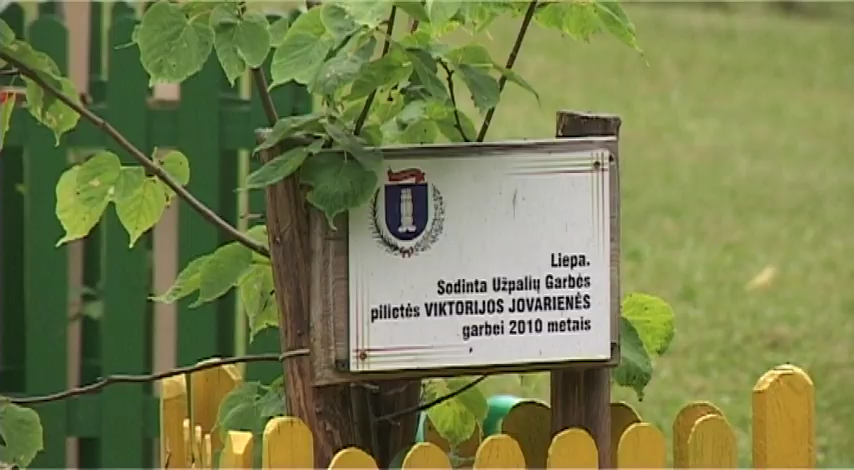 Liepa.
Sodinta Užpalių Garbės
pilietės VIKTORIJOS JOVARIENĖS
garbei 2010 metais